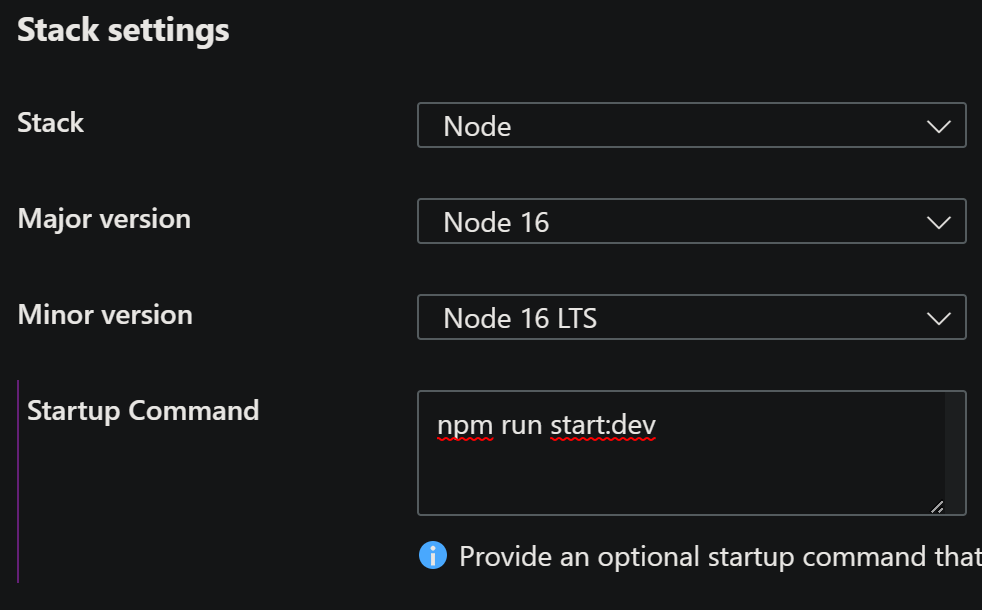 Stack settings
Stack
Node
Major version
Node 16
Minor version
Node 16 LTS
Startup Command
npm run start:dev
Provide an optional startup command that